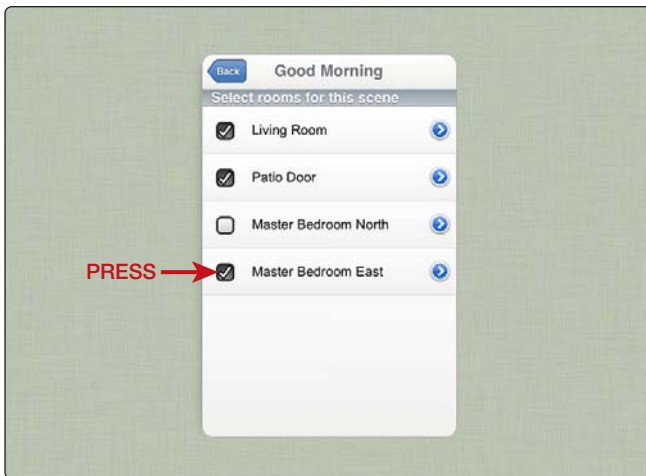 Back
Good Morning
Select rooms for this scene
Living Room
Patio Door
Master Bedroom North
PRESS
Master Bedroom East